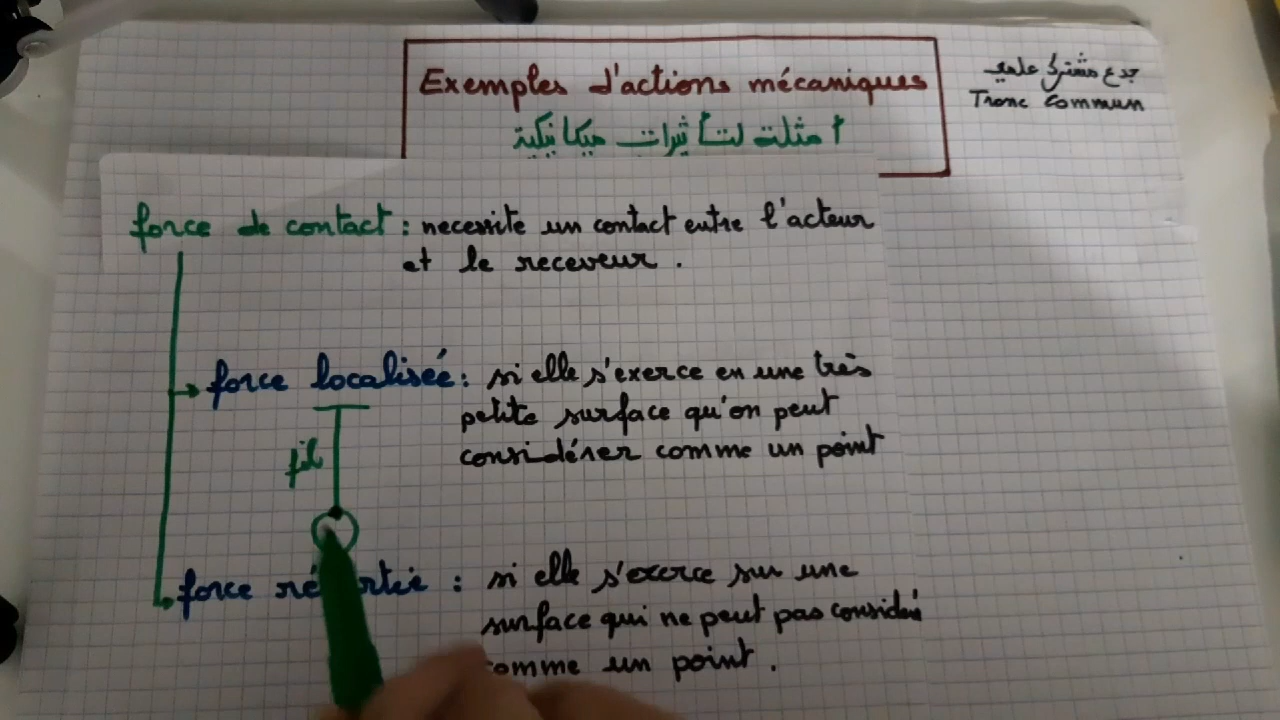 Exemples d'actions mécaniques
أمثلة لتأثيرات ميكانيكية
جدع مشترك علمي
Tronc commun
force de contact : necessite un contact entre l'acteur
et le receveur .
force localisée : si elle s'exerce en une très
petite surface qu'on peut
considérer comme un point
fil
force : si elle s'exerce sur une
surface qui ne peut pas
comme un point .